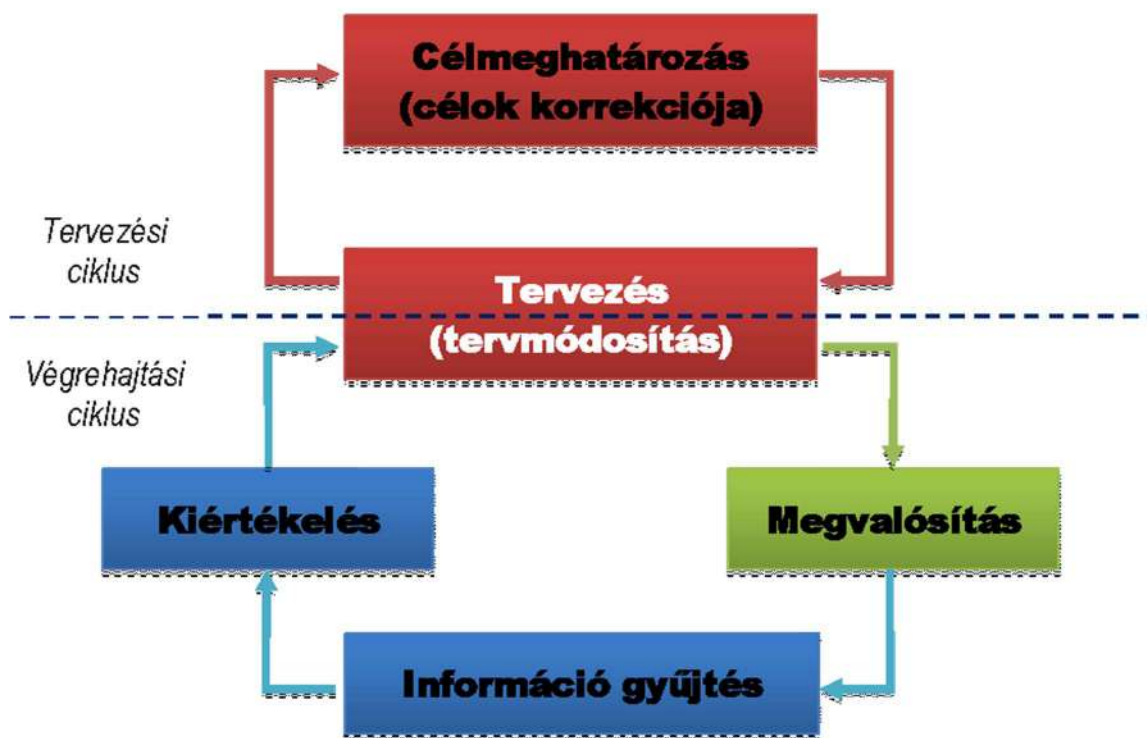 Célmeghatározás
(célok korrekciója)
Tervezési
ciklus
Tervezés
(tervmódosítás)
Végrehajtási
ciklus
Kiértékelés
Megvalósítás
Információ gyűjtés